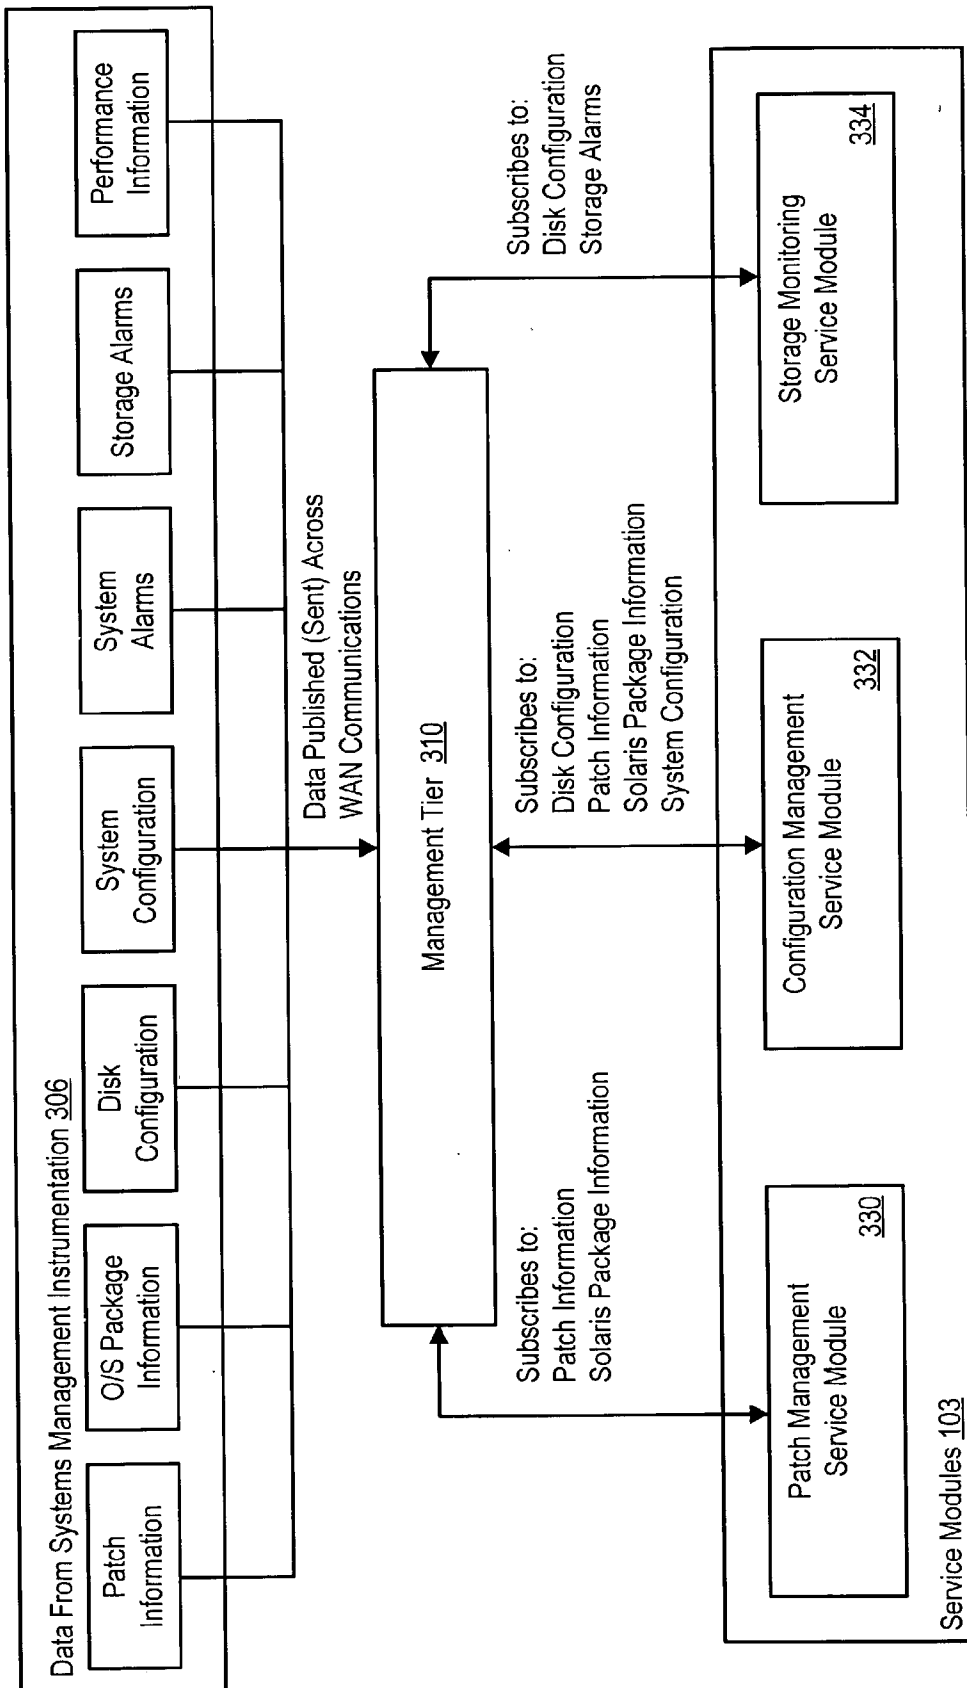 Data From Systems Management Instrumentation 306
Patch
Information
O/S Package
Information
Disk
Configuration
System
Configuration
System
Alarms
Storage Alarms
Performance
Information
Data Published (Sent) Across
WAN Communications
Management Tier 310
Subscribes to:
Patch Information
Solaris Package Information
Subscribes to:
Disk Configuration
Patch Information
Solaris Package Information
System Configuration
Subscribes to:
Disk Configuration
Storage Alarms
Patch Management
Service Module
330
Configuration Management
Service Module
332
Storage Monitoring
Service Module
334
Service Modules 103